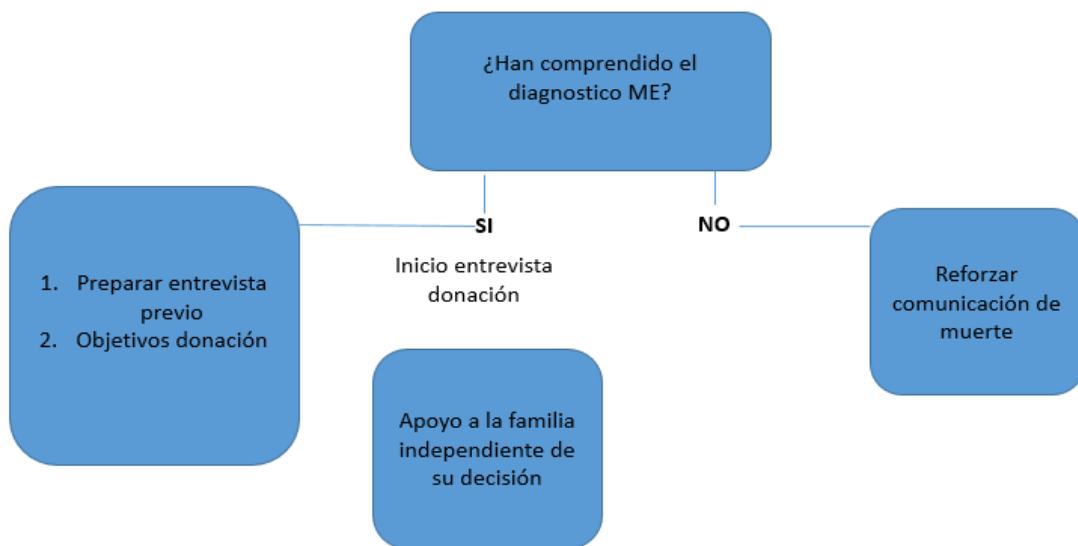 ¿Han comprendido el
diagnostico ME?
SI
NO
Inicio entrevista
donación
1. Preparar entrevista
previo
2. Objetivos donación
Reforzar
comunicación de
muerte
Apoyo a la familia
independiente de
su decisión